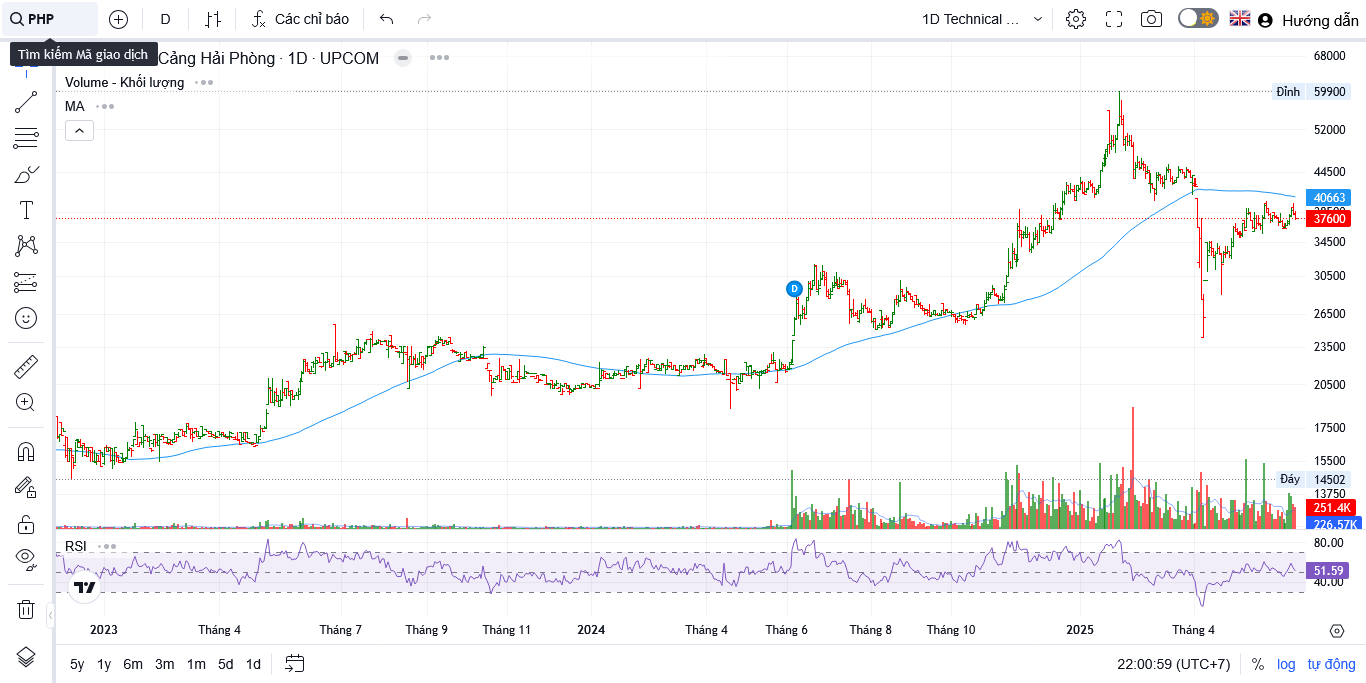 PHP
D
Các chỉ báo
1D Technical ...
Hướng dẫn
Tìm kiếm Mã giao dịch
Cảng Hải Phòng · 1D · UPCOM
Volume - Khối lượng
MA
68000
Đỉnh 59900
52000
44500
40663
37600
34500
30500
26500
23500
20500
17500
15500
Đáy 14502
13750
251.4K
226.57K
D
RSI
80.00
51.59
40.00
2023 Tháng 4 Tháng 7 Tháng 9 Tháng 11 2024 Tháng 4 Tháng 6 Tháng 8 Tháng 10 2025 Tháng 4
5y 1y 6m 3m 1m 5d 1d
22:00:59 (UTC+7) % log tự động